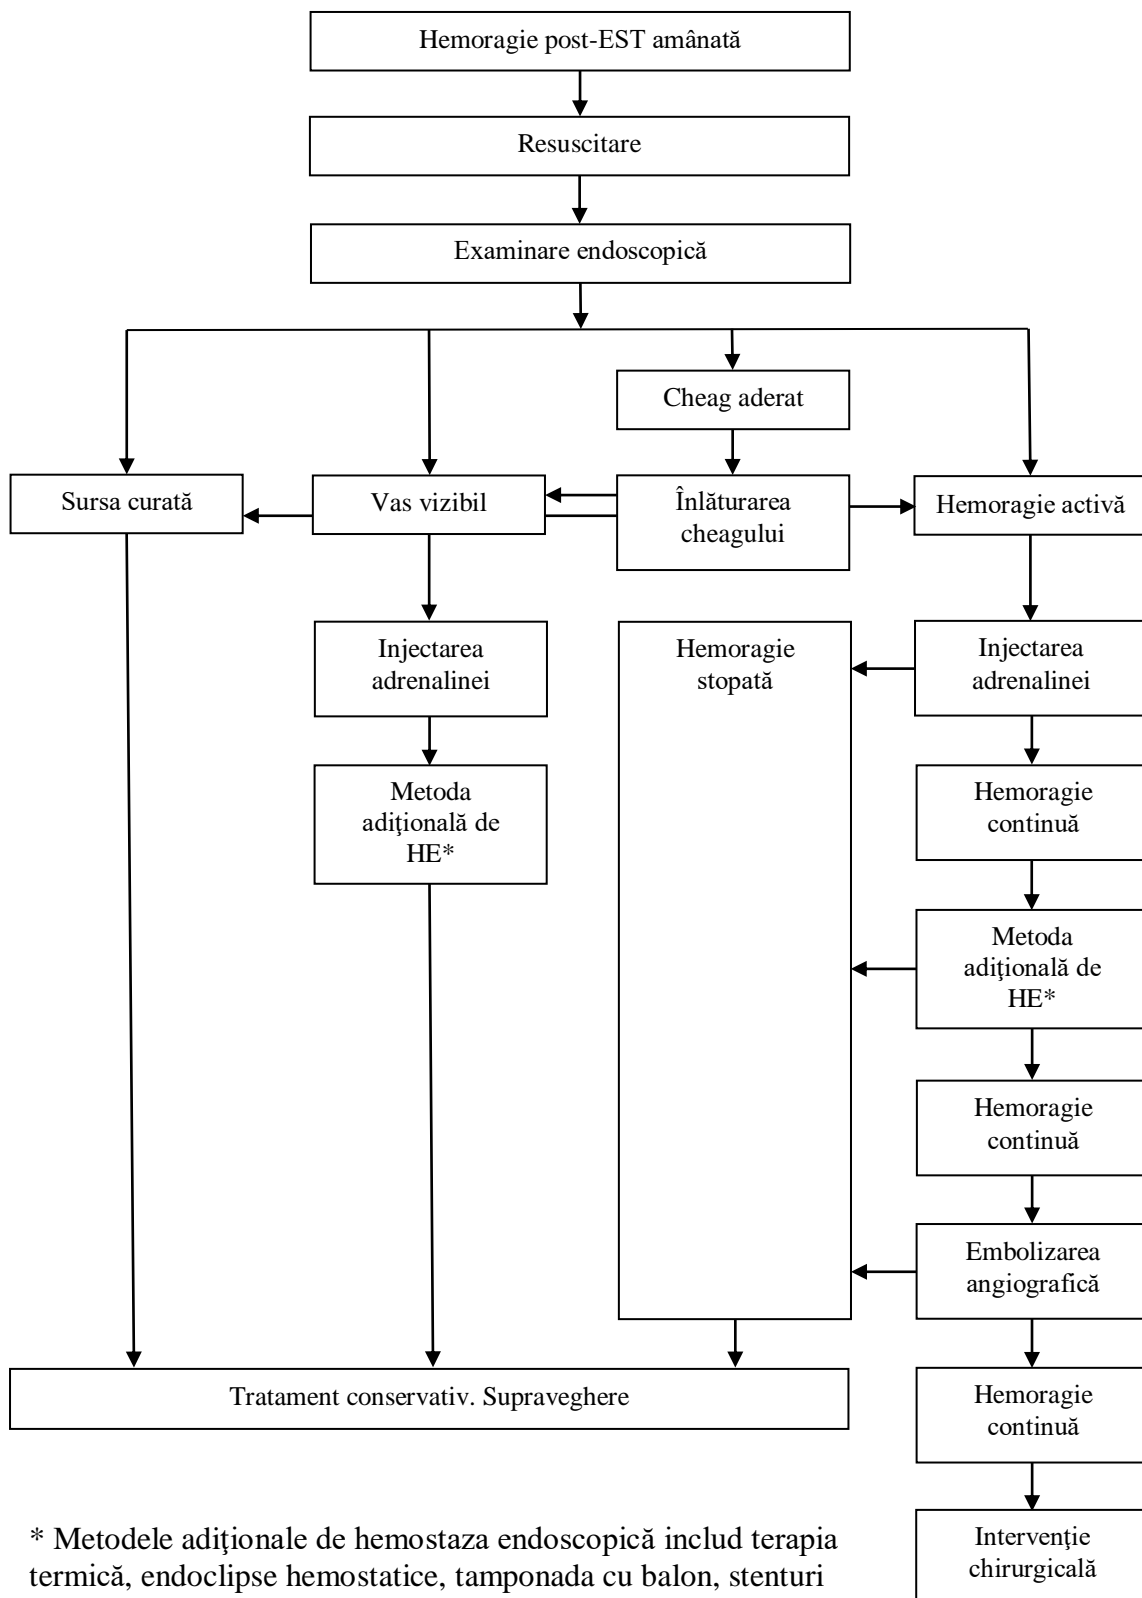 Hemoragie post-EST amânată
Resuscitare
Examinare endoscopică
Cheag aderat
Sursa curată
Vas vizibil
Înlăturarea
cheagului
Hemoragie activă
Injectarea
adrenalinei
Hemoragie
stopată
Injectarea
adrenalinei
Metoda
adiţională de
HE*
Hemoragie
continuă
Metoda
adiţională de
HE*
Hemoragie
continuă
Embolizarea
angiografică
Tratament conservativ. Supraveghere
Hemoragie
continuă
Intervenţie
chirurgicală
* Metodele adiţionale de hemostaza endoscopică includ terapia
termică, endoclipse hemostatice, tamponada cu balon, stenturi